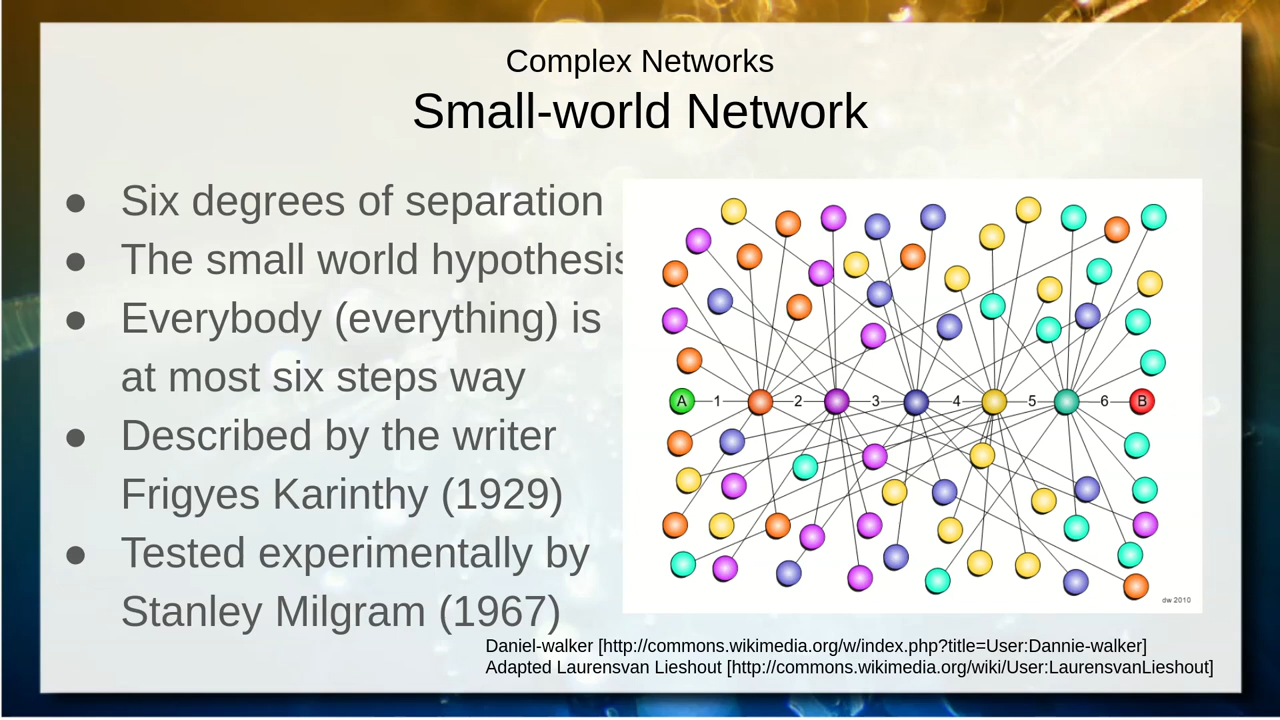 Complex Networks
Small-world Network
● Six degrees of separation
● The small world hypothesis
● Everybody (everything) is
at most six steps way
● Described by the writer
Frigyes Karinthy (1929)
● Tested experimentally by
Stanley Milgram (1967)
A 1 2 3 4 5 6 B
dw 2010
Daniel-walker [http://commons.wikimedia.org/w/index.php?title=User:Dannie-walker]
Adapted Laurensvan Lieshout [http://commons.wikimedia.org/wiki/User:LaurensvanLieshout]